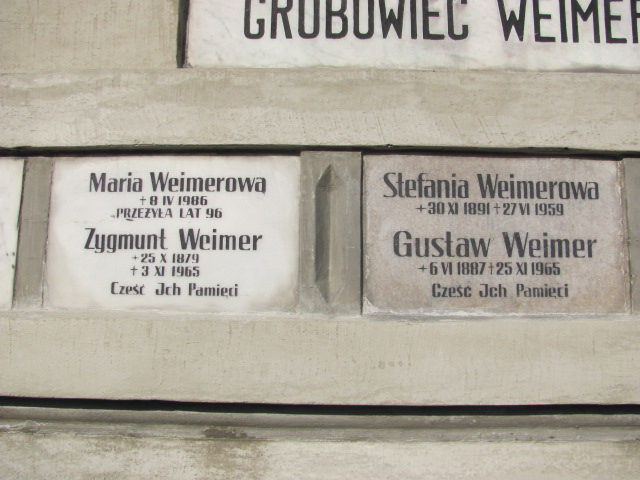 GROBOWIEC WEIMER
Maria Weimerową
+ 8 IV 1986
PRZEŻYŁA LAT 96
Zygmunt Weimer
+ 25 X 1879
+ 3 XI 1965
Cześć Jch Pamięci
Stefania Weimerowa
+ 30 XI 1891 + 27 VI 1959
Gustaw Weimer
+ 6 VI 1887 + 25 XI 1965
Cześć Jch Pamięci